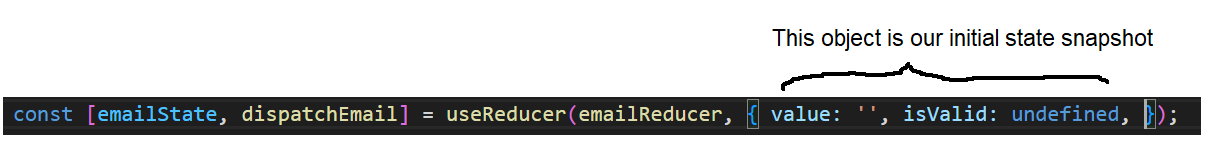 This object is our initial state snapshot
const [emailState, dispatchEmail] = useReducer(emailReducer, { value: '', isValid: undefined, });